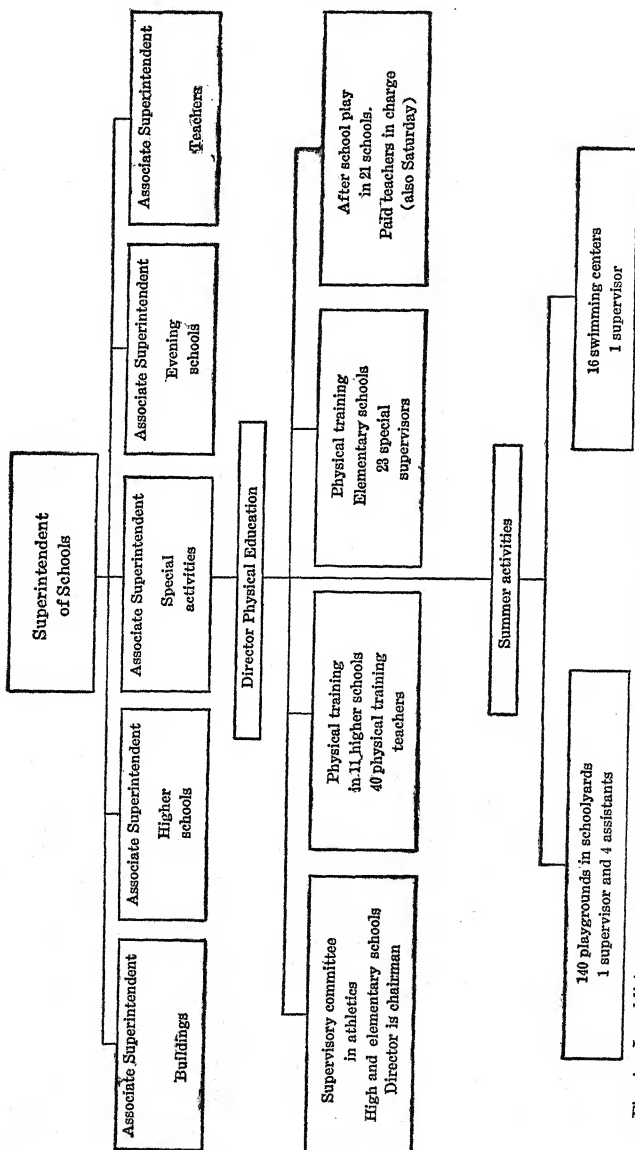 Superintendent
of Schools
Associate Superintendent
Buildings
Associate Superintendent
Higher
schools
Associate Superintendent
Special
activities
Associate Superintendent
Evening
schools
Associate Superintendent
Teachers
Director Physical Education
Supervisory committee
in athletics
High and elementary schools
Director is chairman
Physical training
in 11 higher schools
40 physical training
teachers
Physical training
Elementary schools
23 special
supervisors
After school play
in 21 schools.
Paid teachers in charge
(also Saturday)
Summer activities
140 playgrounds in schoolyards
1 supervisor and 4 assistants
16 swimming centers
1 supervisor